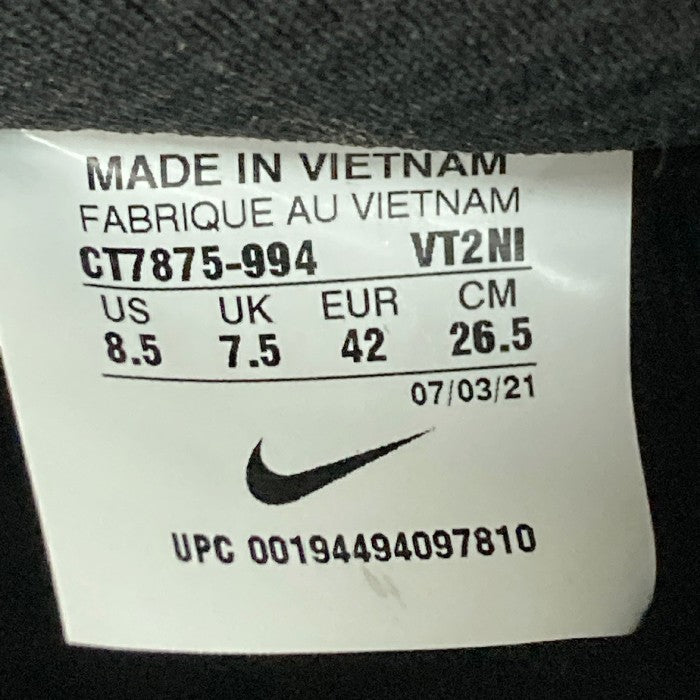 MADE IN VIETNAM
FABRIQUE AU VIETNAM
CT7875-994 VT2NI
US UK EUR CM
8.5 7.5 42 26.5
07/03/21
UPC 00194494097810